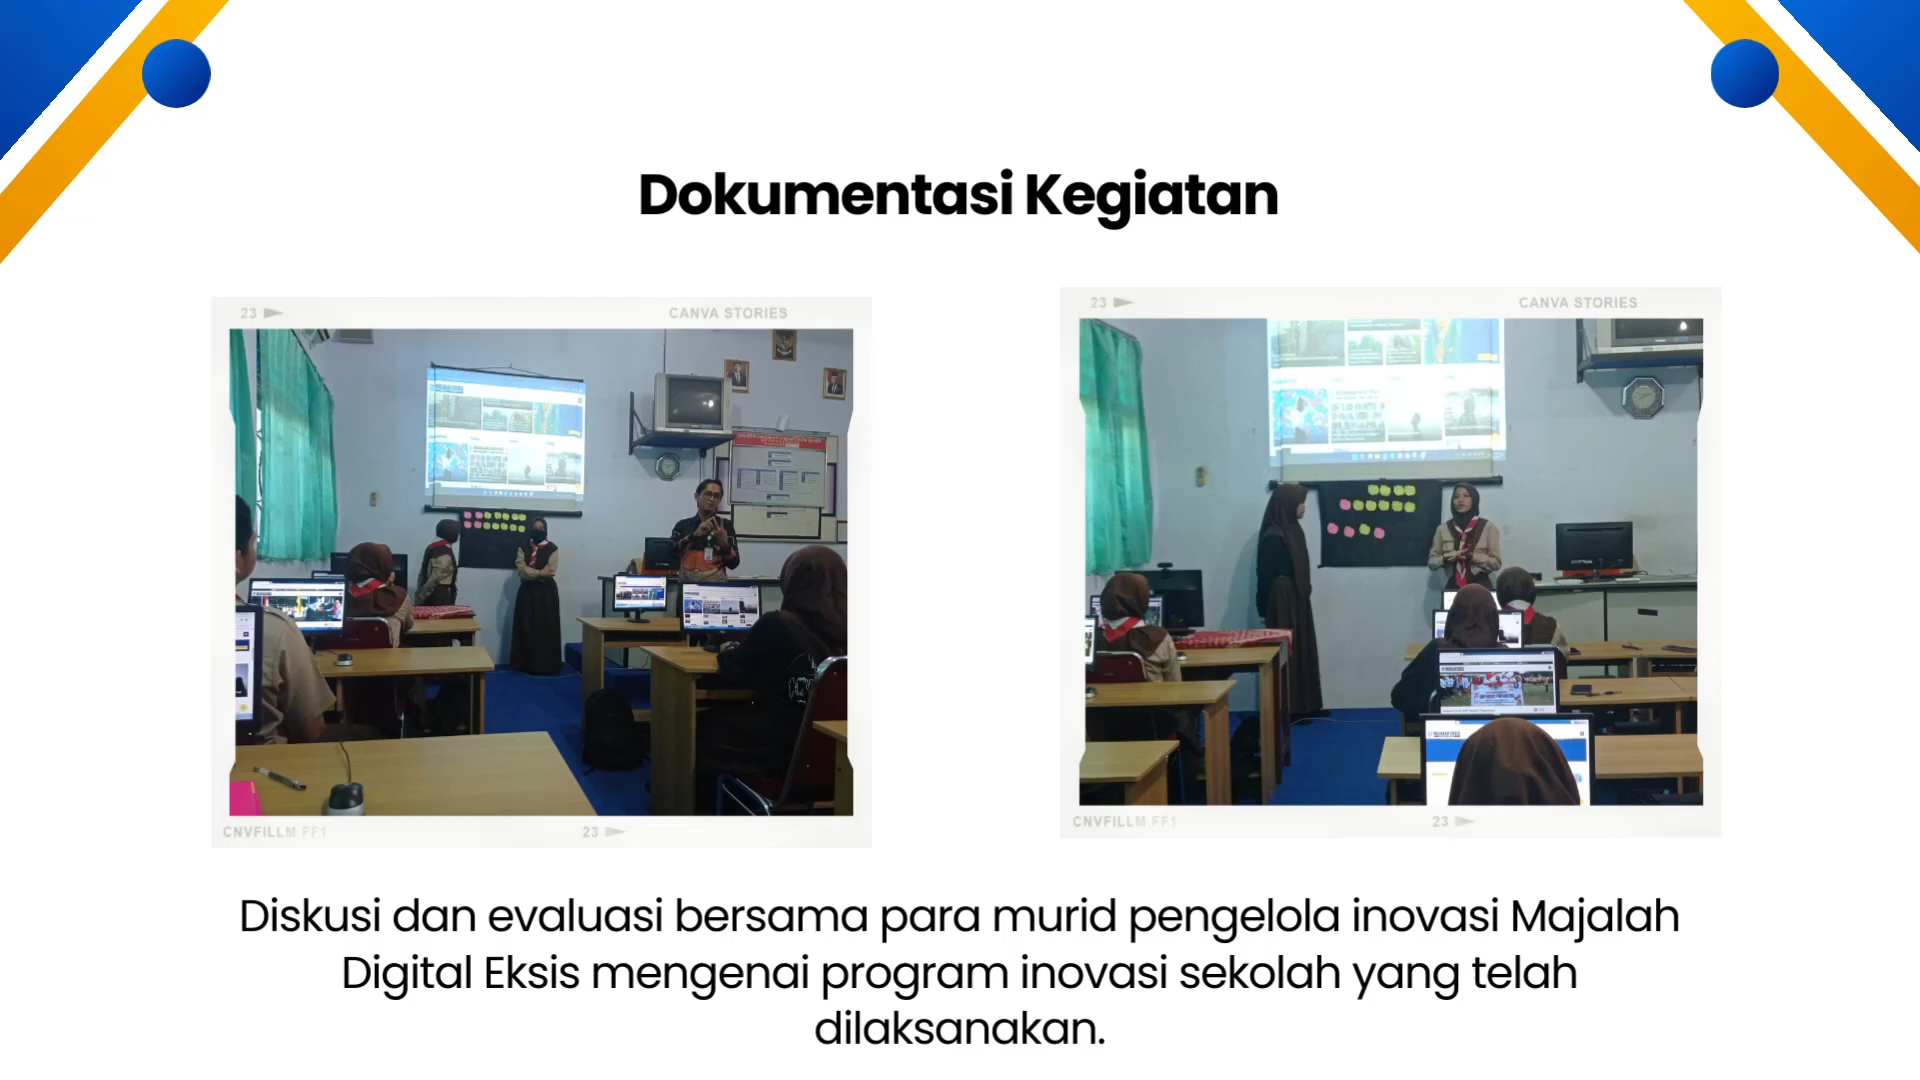 Dokumentasi Kegiatan
23
CANVA STORIES
23
CANVA STORIES
CNVFILLM FF1
23
CNVFILLM FF1
23
Diskusi dan evaluasi bersama para murid pengelola inovasi Majalah
Digital Eksis mengenai program inovasi sekolah yang telah
dilaksanakan.